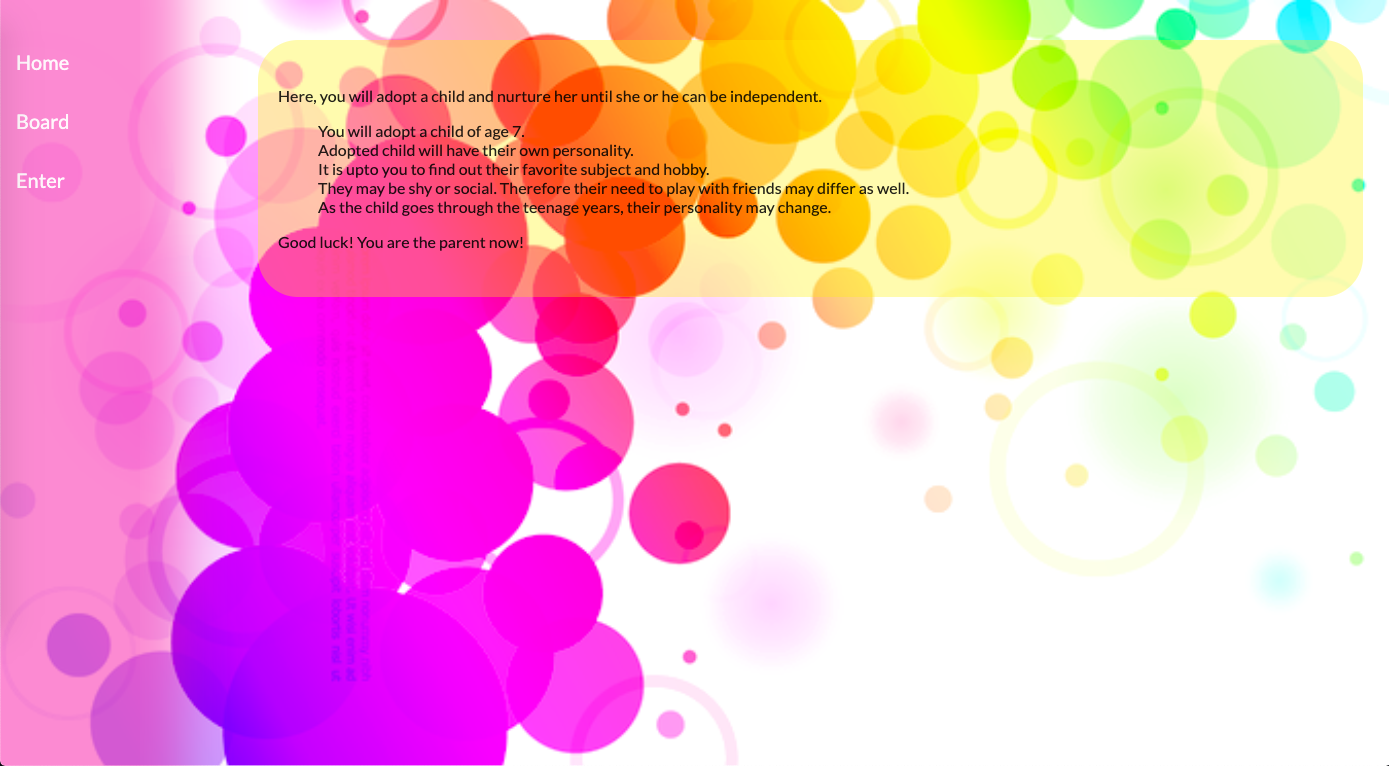 Home
Board
Enter
Here, you will adopt a child and nurture her until she or he can be independent.
You will adopt a child of age 7.
Adopted child will have their own personality.
It is upto you to find out their favorite subject and hobby.
They may be shy or social. Therefore their need to play with friends may differ as well.
As the child goes through the teenage years, their personality may change.
Good luck! You are the parent now!